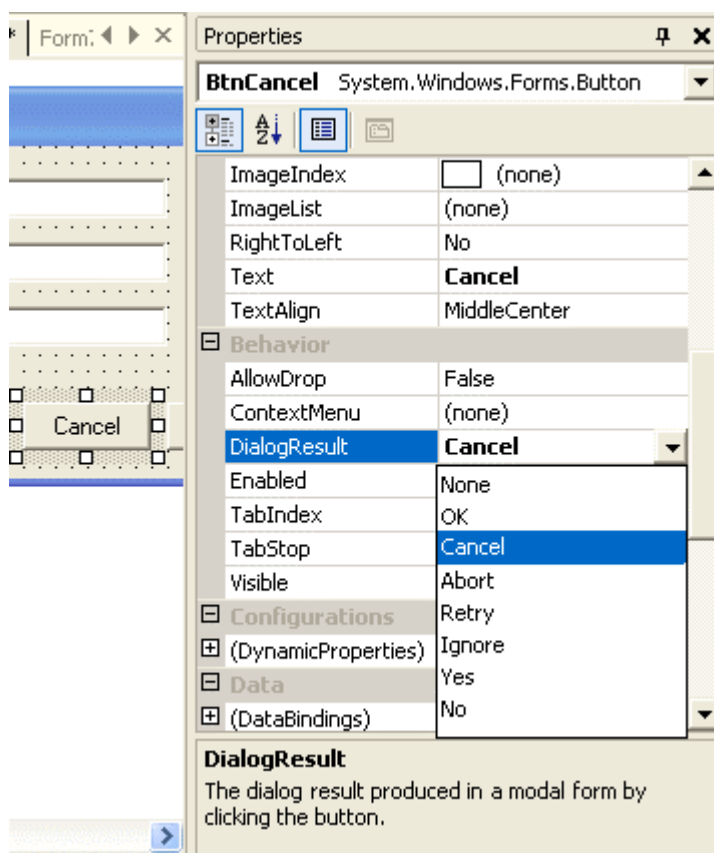 * Form:
Properties
BtnCancel System.Windows.Forms.Button
ImageIndex (none)
ImageList (none)
RightToLeft No
Text Cancel
TextAlign MiddleCenter
Behavior
AllowDrop False
ContextMenu (none)
Cancel
DialogResult Cancel
Enabled
None
TabIndex
OK
TabStop
Cancel
Visible
Abort
Configurations
Retry
(DynamicProperties)
Ignore
Data
Yes
(DataBindings)
No
DialogResult
The dialog result produced in a modal form by
clicking the button.